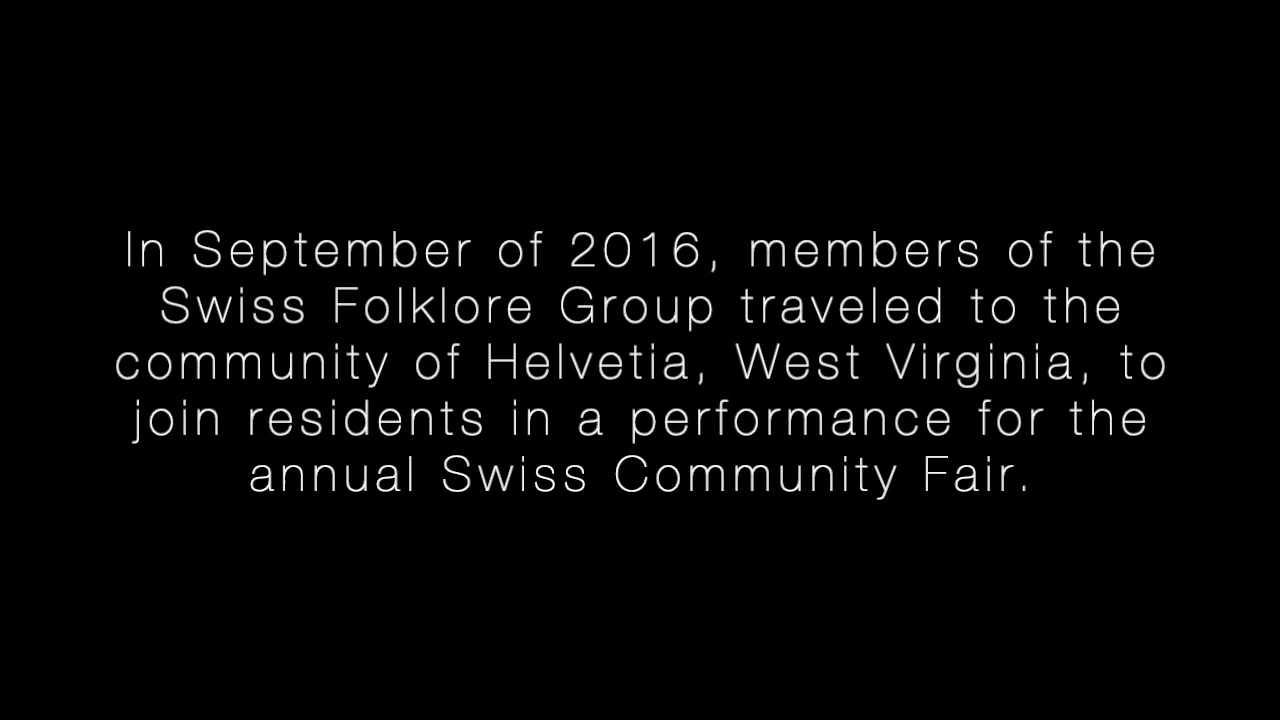 In September of 2016, members of the
Swiss Folklore Group traveled to the
community of Helvetia, West Virginia, to
join residents in a performance for the
annual Swiss Community Fair.